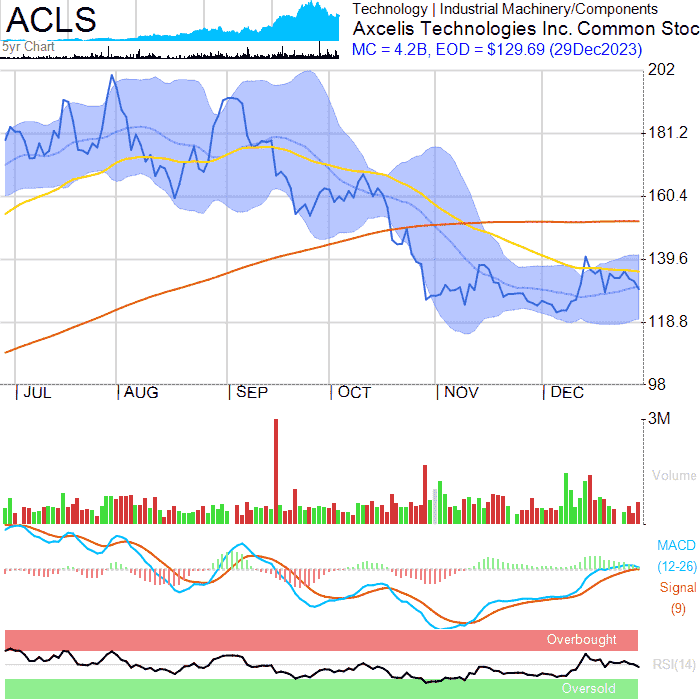 ACLS
5yr Chart
Technology | Industrial Machinery/Components
Axcelis Technologies Inc. Common Stoc
MC = 4.2B, EOD = $129.69 (29Dec2023)
202
181.2
160.4
139.6
118.8
98
JUL AUG SEP OCT NOV DEC
3M
Volume
MACD
(12-26)
Signal
(9)
Overbought
RSI(14)
Oversold